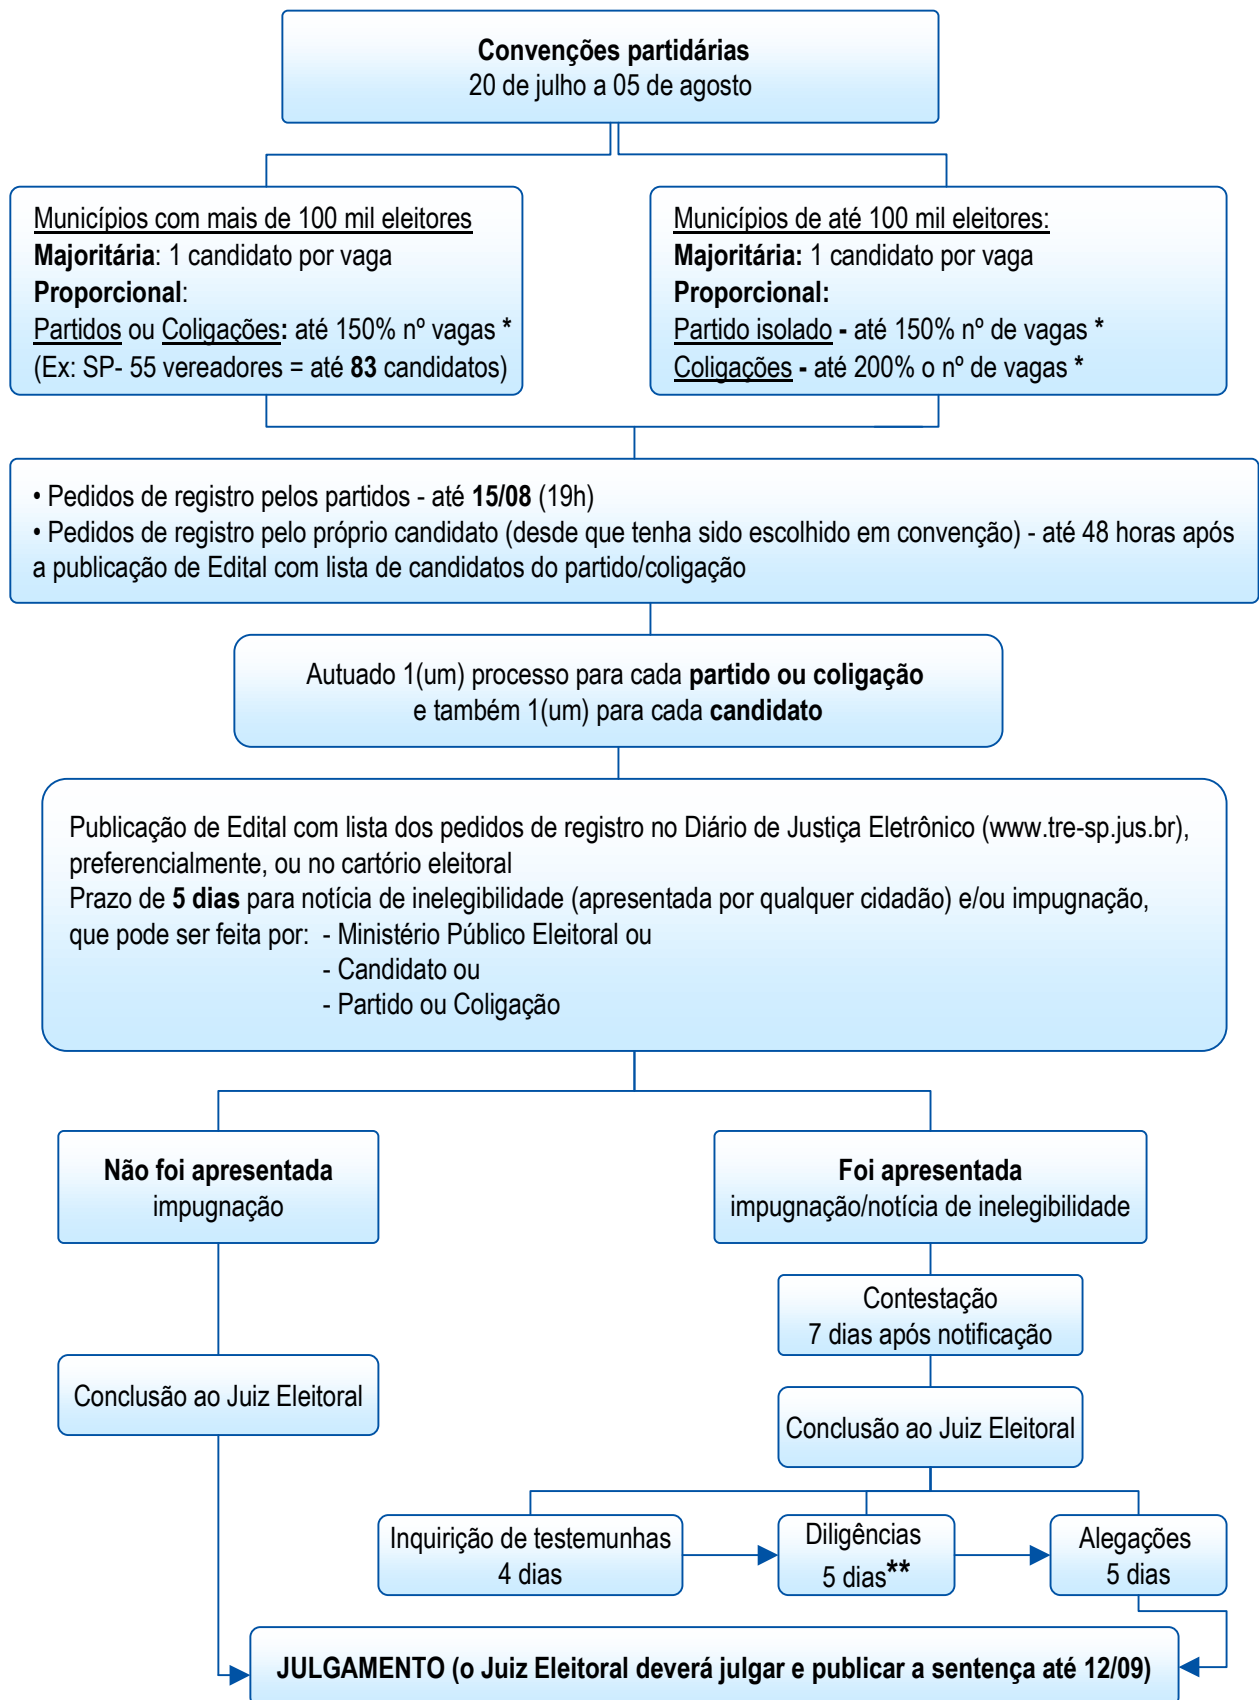 Convenções partidárias
20 de julho a 05 de agosto
Municípios com mais de 100 mil eleitores
Majoritária: 1 candidato por vaga
Proporcional:
Partidos ou Coligações: até 150% nº vagas *
(Ex: SP- 55 vereadores = até 83 candidatos)
Municípios de até 100 mil eleitores:
Majoritária: 1 candidato por vaga
Proporcional:
Partido isolado - até 150% nº de vagas *
Coligações - até 200% o nº de vagas *
• Pedidos de registro pelos partidos - até 15/08 (19h)
• Pedidos de registro pelo próprio candidato (desde que tenha sido escolhido em convenção) - até 48 horas após
a publicação de Edital com lista de candidatos do partido/coligação
Autuado 1(um) processo para cada partido ou coligação
e também 1(um) para cada candidato
Publicação de Edital com lista dos pedidos de registro no Diário de Justiça Eletrônico (www.tre-sp.jus.br),
preferencialmente, ou no cartório eleitoral
Prazo de 5 dias para notícia de inelegibilidade (apresentada por qualquer cidadão) e/ou impugnação,
que pode ser feita por: - Ministério Público Eleitoral ou
- Candidato ou
- Partido ou Coligação
Não foi apresentada
impugnação
Foi apresentada
impugnação/notícia de inelegibilidade
Contestação
7 dias após notificação
Conclusão ao Juiz Eleitoral
Conclusão ao Juiz Eleitoral
Inquirição de testemunhas
4 dias
Diligências
5 dias**
Alegações
5 dias
JULGAMENTO (o Juiz Eleitoral deverá julgar e publicar a sentença até 12/09)